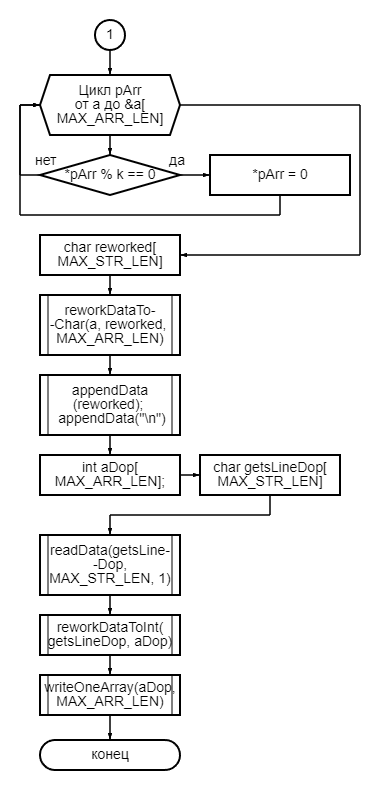 1
Цикл pArr
от a до &a[
MAX_ARR_LEN]
нет
*pArr % k == 0
да
*pArr = 0
char reworked[
MAX_STR_LEN]
reworkDataTo-
-Char(a, reworked,
MAX_ARR_LEN)
appendData
(reworked);
appendData("\n")
int aDop[
MAX_ARR_LEN];
char getsLineDop[
MAX_STR_LEN]
readData(getsLine-
-Dop,
MAX_STR_LEN, 1)
reworkDataToInt(
getsLineDop, aDop)
writeOneArray(aDop,
MAX_ARR_LEN)
конец